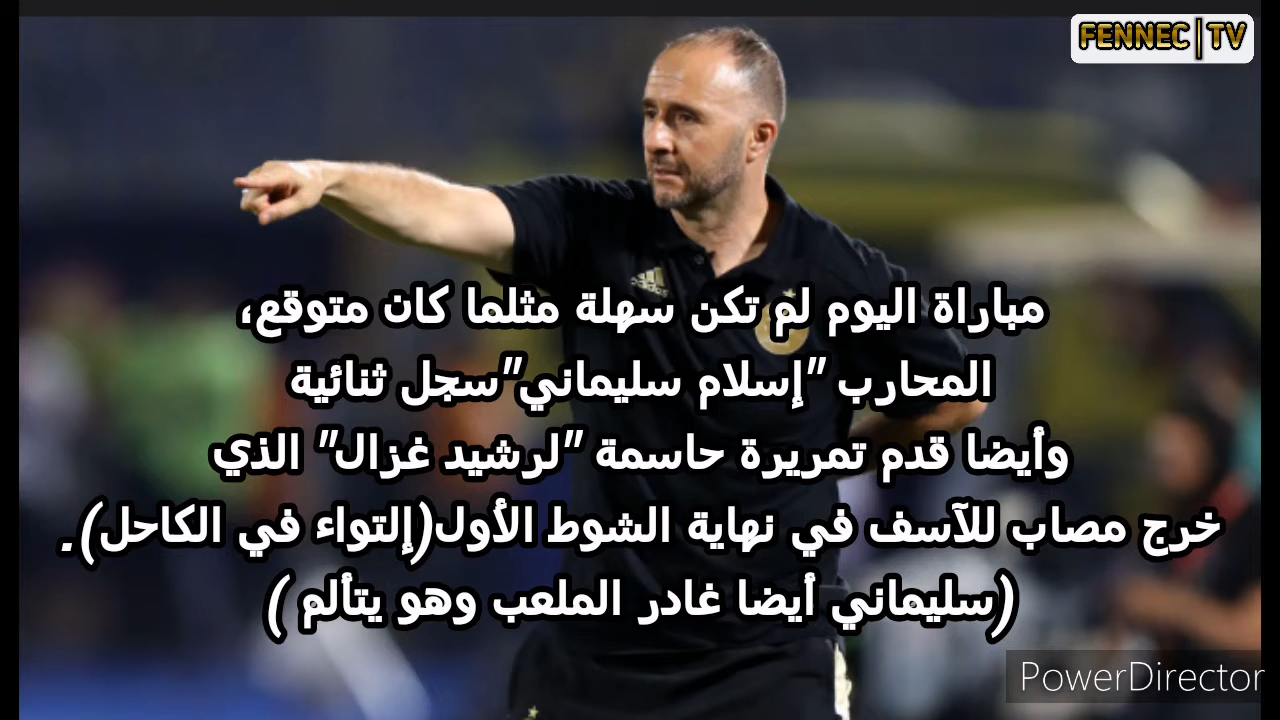 FENNEC|TV
مباراة اليوم لم تكن سهلة مثلما كان متوقع،
المحارب "إسلام سليماني"سجل ثنائية
وأيضا قدم تمريرة حاسمة "لرشيد غزال" الذي
خرج مصاب للآسف في نهاية الشوط الأول(إلتواء في الكاحل).
(سليماني أيضا غادر الملعب وهو يتألم )
PowerDirector